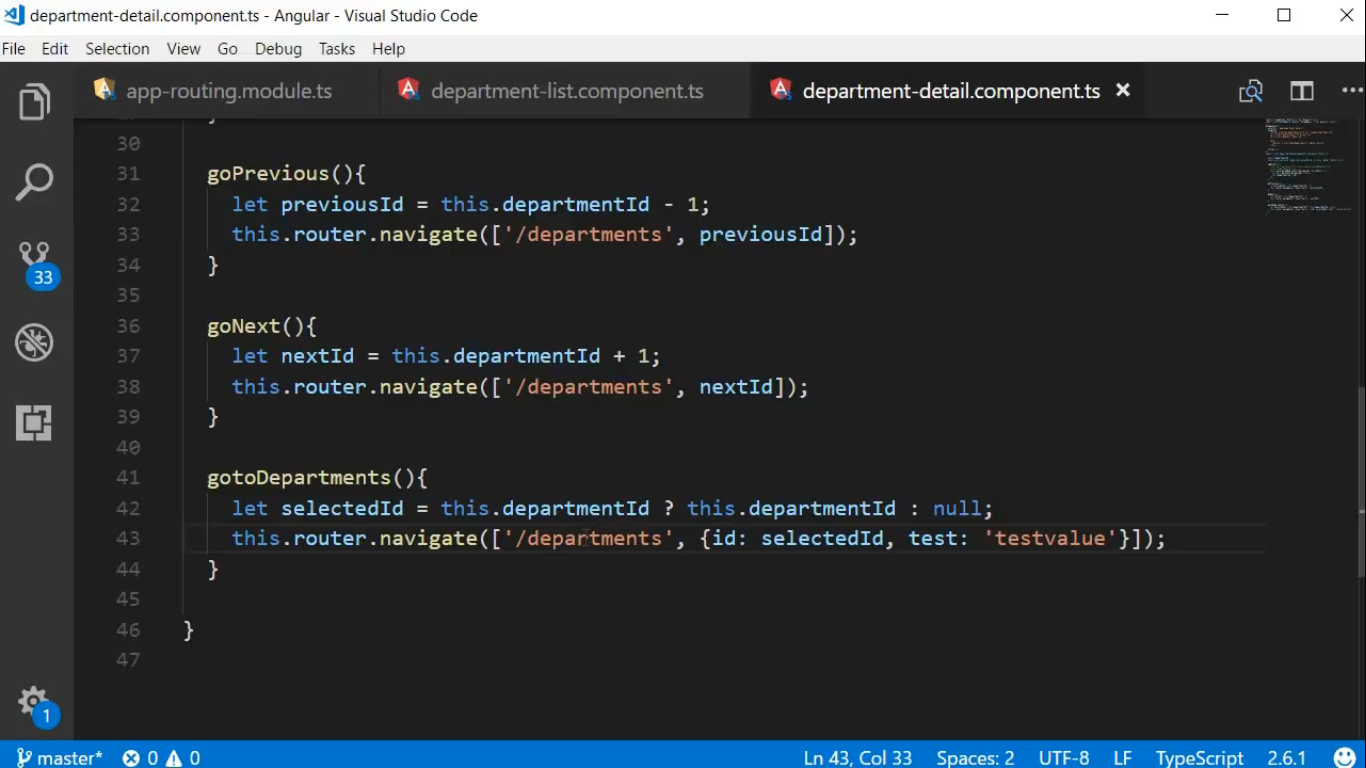 department-detail.component.ts - Angular - Visual Studio Code
File Edit Selection View Go Debug Tasks Help
app-routing.module.ts department-list.component.ts department-detail.component.ts
30
31 goPrevious(){
32 let previousId = this.departmentId - 1;
33 this.router.navigate(['/departments', previousId]);
34 }
35
36 goNext(){
37 let nextId = this.departmentId + 1;
38 this.router.navigate(['/departments', nextId]);
39 }
40
41 gotoDepartments(){
42 let selectedId = this.departmentId ? this.departmentId : null;
43 this.router.navigate(['/departments', {id: selectedId, test: 'testvalue'}]);
44 }
45
46 }
47
33
1
master* 0 0 Ln 43, Col 33 Spaces: 2 UTF-8 LF TypeScript 2.6.1